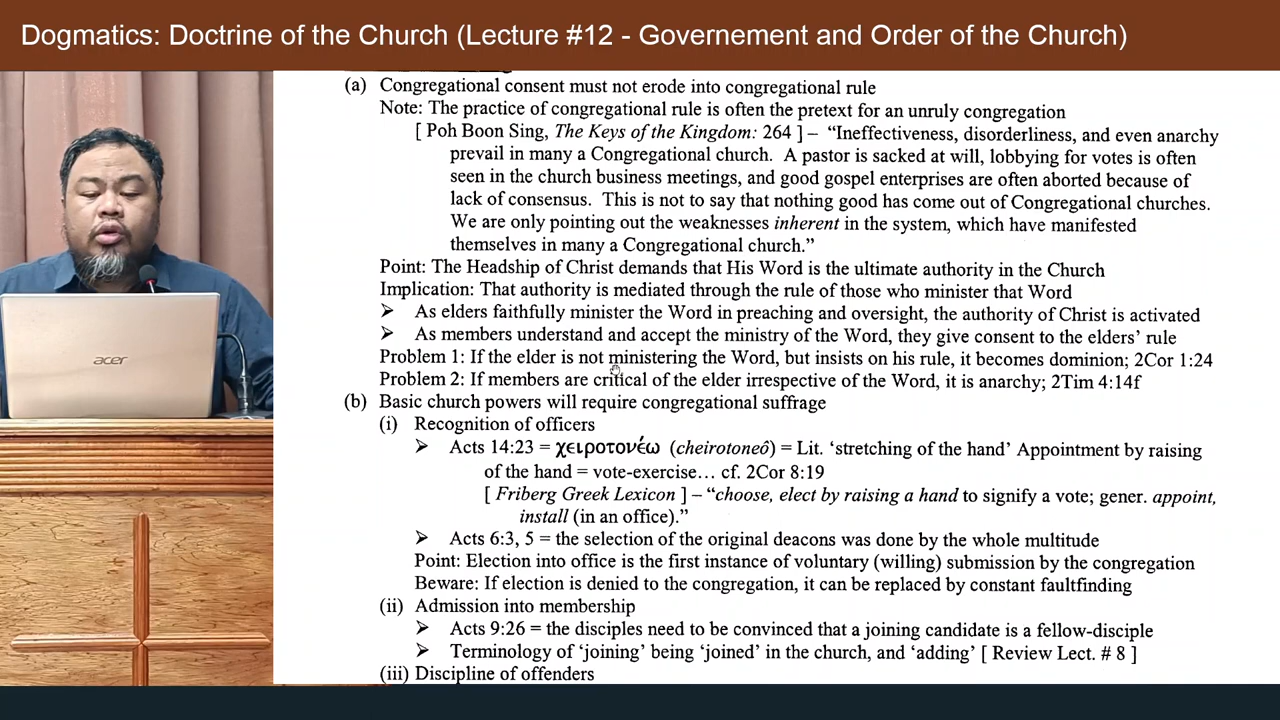 Dogmatics: Doctrine of the Church (Lecture #12 - Governement and Order of the Church)
(a) Congregational consent must not erode into congregational rule
Note: The practice of congregational rule is often the pretext for an unruly congregation
[ Poh Boon Sing, The Keys of the Kingdom: 264 ] – “Ineffectiveness, disorderliness, and even anarchy
prevail in many a Congregational church. A pastor is sacked at will, lobbying for votes is often
seen in the church business meetings, and good gospel enterprises are often aborted because of
lack of consensus. This is not to say that nothing good has come out of Congregational churches.
We are only pointing out the weaknesses inherent in the system, which have manifested
themselves in many a Congregational church.”
Point: The Headship of Christ demands that His Word is the ultimate authority in the Church
Implication: That authority is mediated through the rule of those who minister that Word
➢ As elders faithfully minister the Word in preaching and oversight, the authority of Christ is activated
➢ As members understand and accept the ministry of the Word, they give consent to the elders’ rule
Problem 1: If the elder is not ministering the Word, but insists on his rule, it becomes dominion; 2Cor 1:24
Problem 2: If members are critical of the elder irrespective of the Word, it is anarchy; 2Tim 4:14f
(b) Basic church powers will require congregational suffrage
(i) Recognition of officers
➢ Acts 14:23 = χειροτονέω (cheirotoneô) = Lit. ‘stretching of the hand’ Appointment by raising
of the hand = vote-exercise… cf. 2Cor 8:19
[ Friberg Greek Lexicon ] – “choose, elect by raising a hand to signify a vote; gener. appoint,
install (in an office).”
➢ Acts 6:3, 5 = the selection of the original deacons was done by the whole multitude
Point: Election into office is the first instance of voluntary (willing) submission by the congregation
Beware: If election is denied to the congregation, it can be replaced by constant faultfinding
(ii) Admission into membership
➢ Acts 9:26 = the disciples need to be convinced that a joining candidate is a fellow-disciple
➢ Terminology of ‘joining’ being ‘joined’ in the church, and ‘adding’ [ Review Lect. # 8 ]
(iii) Discipline of offenders
acer